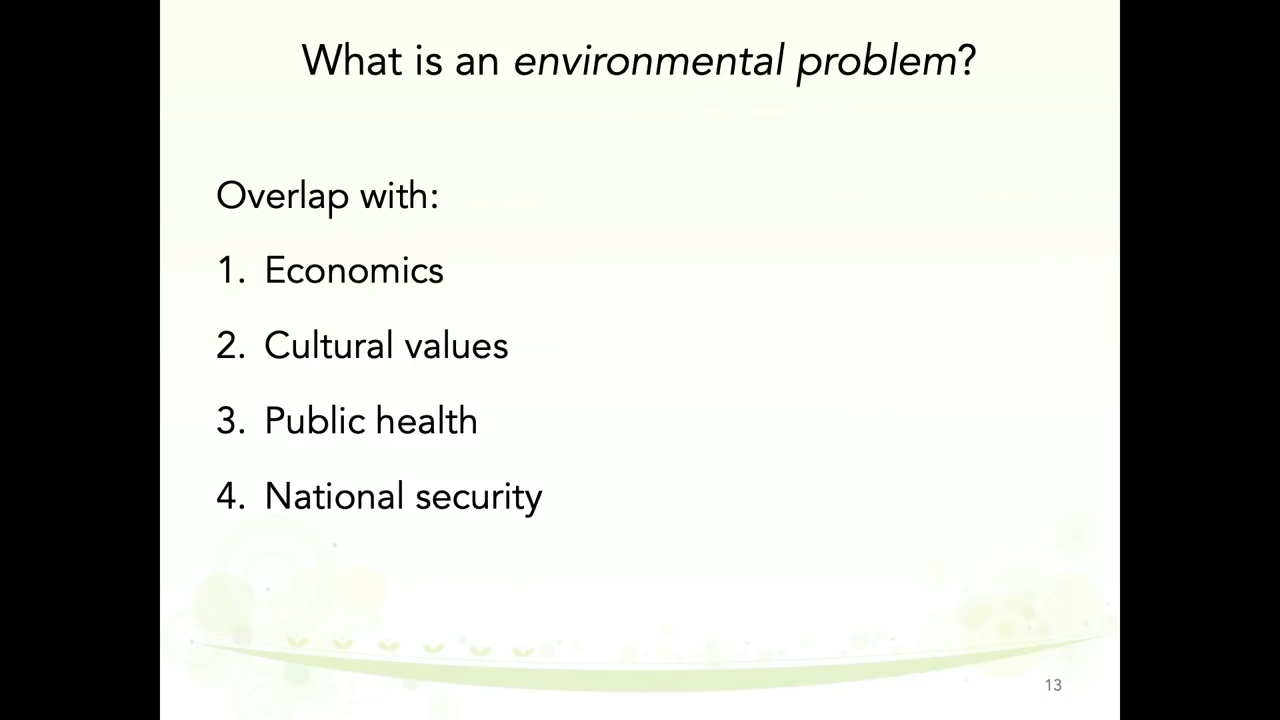 What is an environmental problem?
Overlap with:
1. Economics
2. Cultural values
3. Public health
4. National security
13